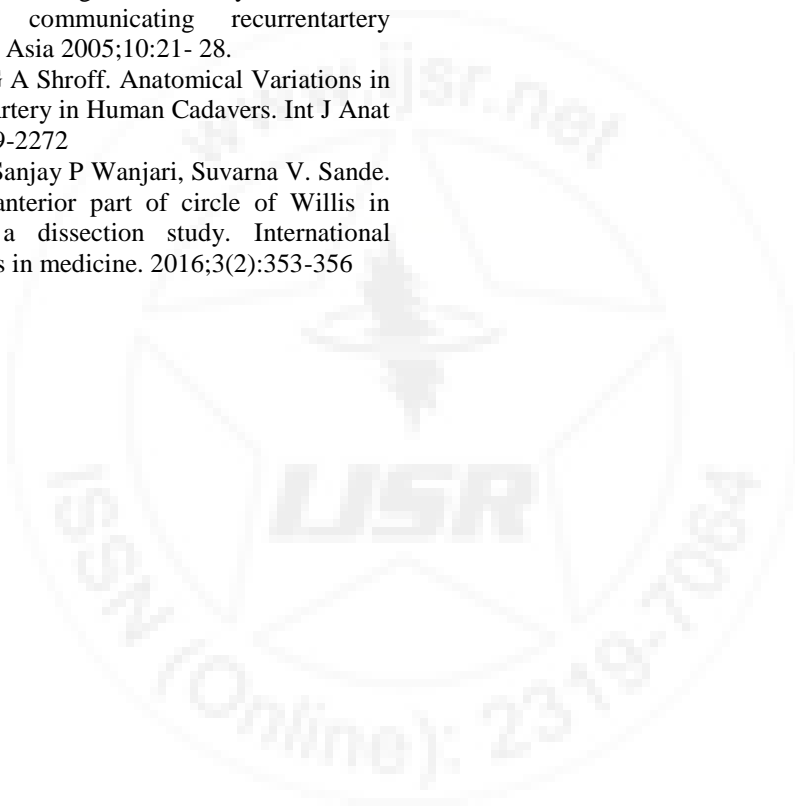 communicating recurrentartery
Asia 2005;10:21- 28.
A Shroff. Anatomical Variations in
rtery in Human Cadavers. Int J Anat
9-2272
Sanjay P Wanjari, Suvarna V. Sande.
anterior part of circle of Willis in
a dissection study. International
s in medicine. 2016;3(2):353-356
www.ijsr.net
IJSR
ISSN (Online): 2319-7064